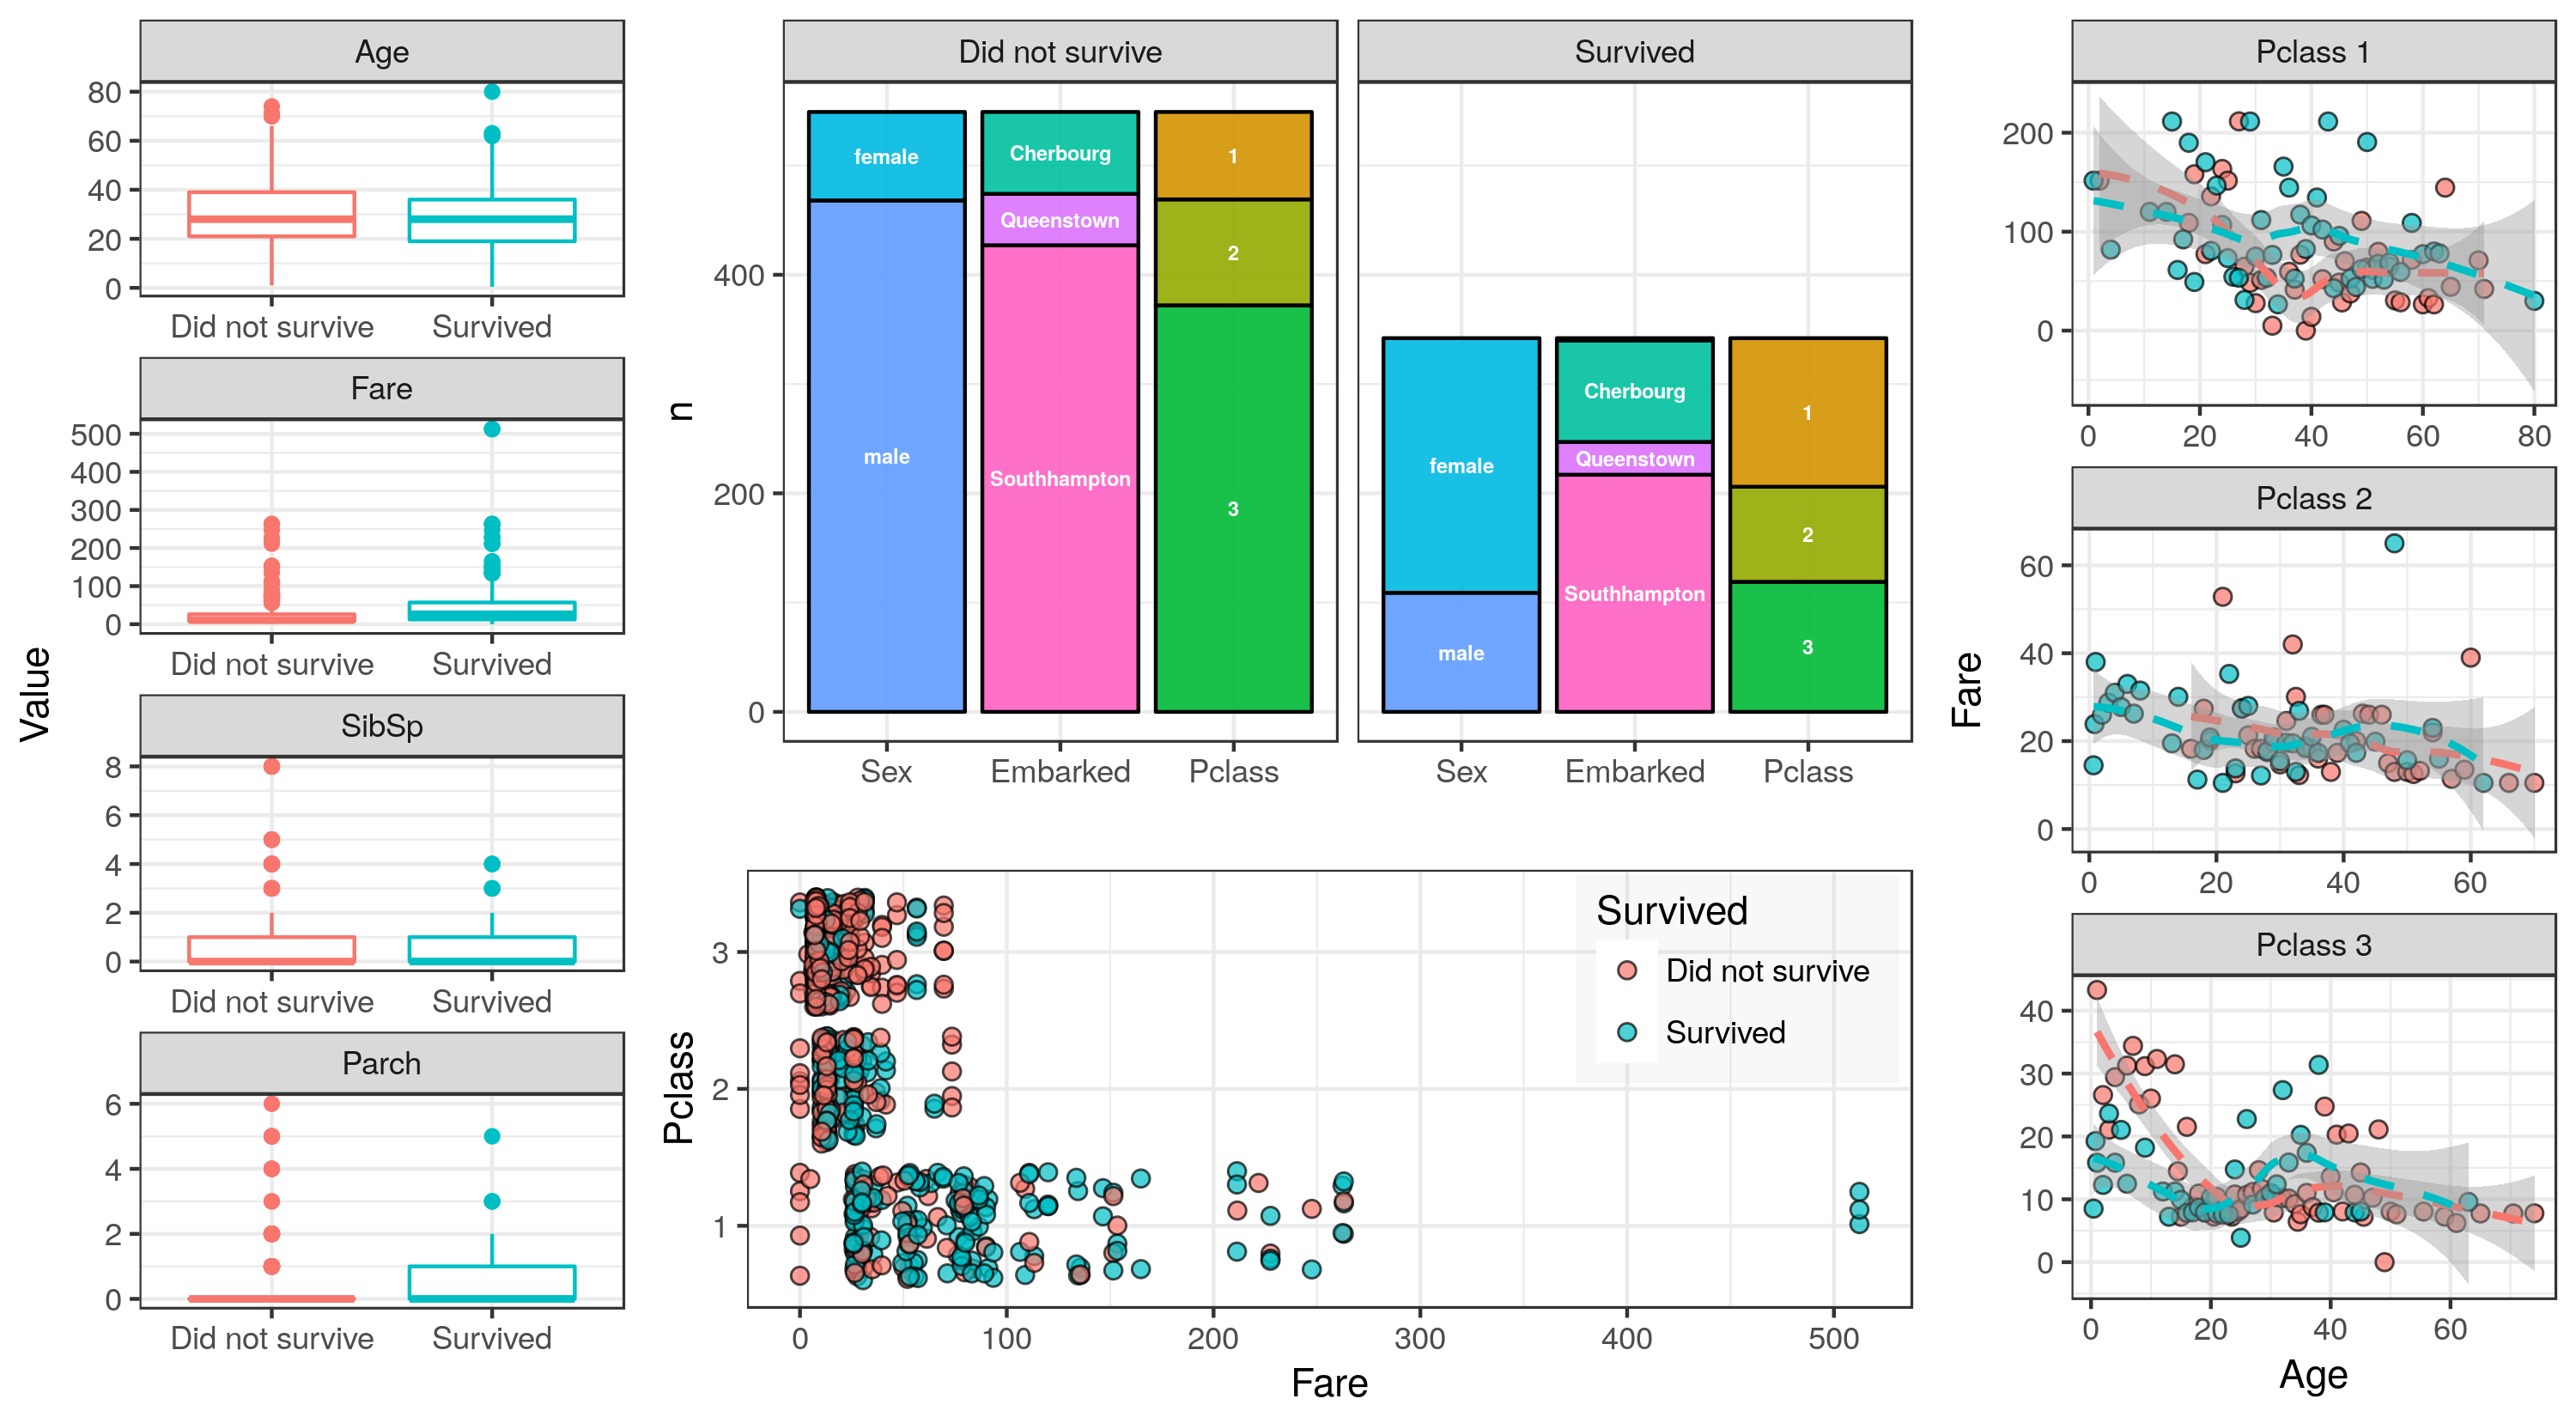 Value
Age
80
60
40
20
0
Did not survive Survived
Fare
500
400
300
200
100
0
Did not survive Survived
SibSp
8
6
4
2
0
Did not survive Survived
Parch
6
4
2
0
Did not survive Survived
n
Did not survive Survived
400
200
0
female
male
Cherbourg
Queenstown
Southhampton
1
2
3
female
male
Cherbourg
Queenstown
Southhampton
1
2
3
Sex Embarked Pclass Sex Embarked Pclass
Pclass
3
2
1
Survived
Did not survive
Survived
0 100 200 300 400 500
Fare
Fare
Pclass 1
200
100
0
0 20 40 60 80
Pclass 2
60
40
20
0
0 20 40 60
Pclass 3
40
30
20
10
0
0 20 40 60
Age